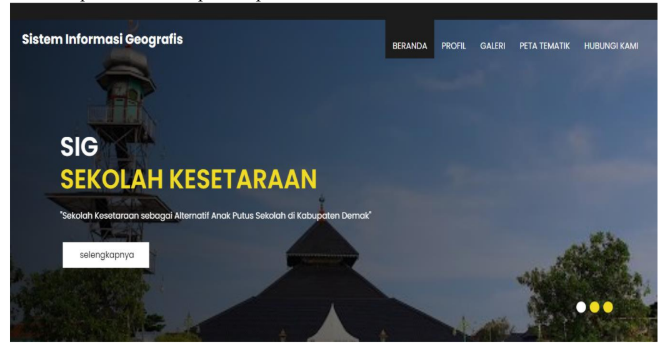 Sistem Informasi Geografis
BERANDA PROFIL GALERI PETA TEMATIK HUBUNGI KAMI
SIG
SEKOLAH KESETARAAN
"Sekolah Kesetaraan sebagai Alternatif Anak Putus Sekolah di Kabupaten Demak"
selengkapnya